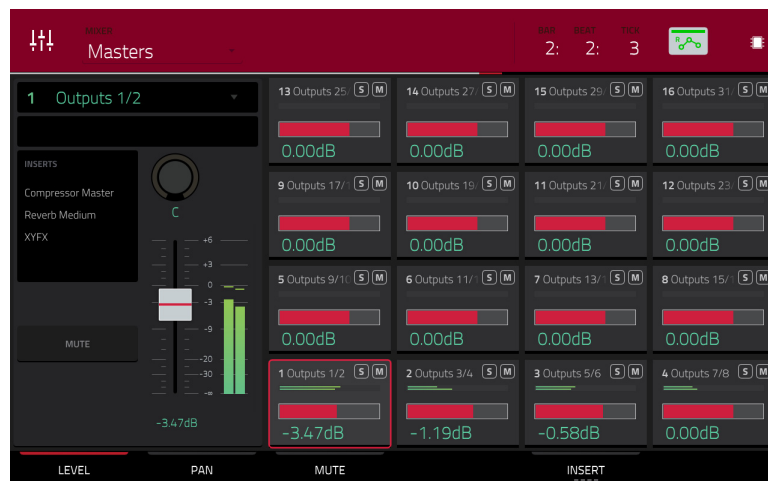 MIXER
Masters
BAR BEAT TICK
2: 2: 3
R
1 Outputs 1/2
INSERTS
Compressor Master
Reverb Medium
XYFX
C
+6
+3
0
-3
-9
-20
-30
-∞
MUTE
-3.47dB
13 Outputs 25/ S M
0.00dB
14 Outputs 27/ S M
0.00dB
15 Outputs 29/ S M
0.00dB
16 Outputs 31/ S M
0.00dB
9 Outputs 17/1 S M
0.00dB
10 Outputs 19/ S M
0.00dB
11 Outputs 21/ S M
0.00dB
12 Outputs 23/ S M
0.00dB
5 Outputs 9/10 S M
0.00dB
6 Outputs 11/1 S M
0.00dB
7 Outputs 13/1 S M
0.00dB
8 Outputs 15/1 S M
0.00dB
1 Outputs 1/2 S M
-3.47dB
2 Outputs 3/4 S M
-1.19dB
3 Outputs 5/6 S M
-0.58dB
4 Outputs 7/8 S M
0.00dB
LEVEL PAN MUTE INSERT